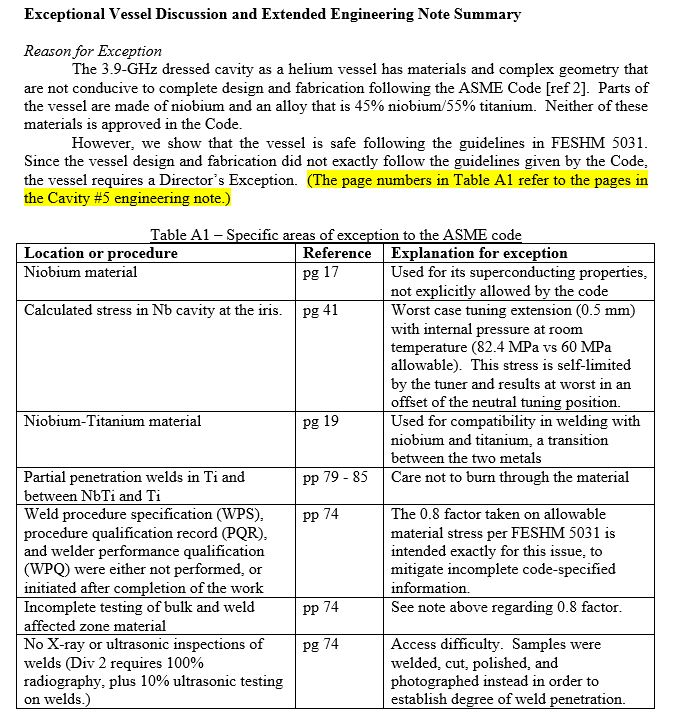 Exceptional Vessel Discussion and Extended Engineering Note Summary
Reason for Exception
The 3.9-GHz dressed cavity as a helium vessel has materials and complex geometry that
are not conducive to complete design and fabrication following the ASME Code [ref 2]. Parts of
the vessel are made of niobium and an alloy that is 45% niobium/55% titanium. Neither of these
materials is approved in the Code.
However, we show that the vessel is safe following the guidelines in FESHM 5031.
Since the vessel design and fabrication did not exactly follow the guidelines given by the Code,
the vessel requires a Director's Exception. (The page numbers in Table A1 refer to the pages in
the Cavity #5 engineering note.)
Table A1 – Specific areas of exception to the ASME code
Location or procedure Reference Explanation for exception
Niobium material pg 17 Used for its superconducting properties,
not explicitly allowed by the code
Calculated stress in Nb cavity at the iris. pg 41 Worst case tuning extension (0.5 mm)
with internal pressure at room
temperature (82.4 MPa vs 60 MPa
allowable). This stress is self-limited
by the tuner and results at worst in an
offset of the neutral tuning position.
Niobium-Titanium material pg 19 Used for compatibility in welding with
niobium and titanium, a transition
between the two metals
Partial penetration welds in Ti and pp 79 - 85 Care not to burn through the material
between NbTi and Ti
Weld procedure specification (WPS), pp 74 The 0.8 factor taken on allowable
procedure qualification record (PQR), material stress per FESHM 5031 is
and welder performance qualification intended exactly for this issue, to
(WPQ) were either not performed, or mitigate incomplete code-specified
initiated after completion of the work information.
Incomplete testing of bulk and weld pp 74 See note above regarding 0.8 factor.
affected zone material
No X-ray or ultrasonic inspections of pg 74 Access difficulty. Samples were
welds (Div 2 requires 100% welded, cut, polished, and
radiography, plus 10% ultrasonic testing photographed instead in order to
on welds.) establish degree of weld penetration.